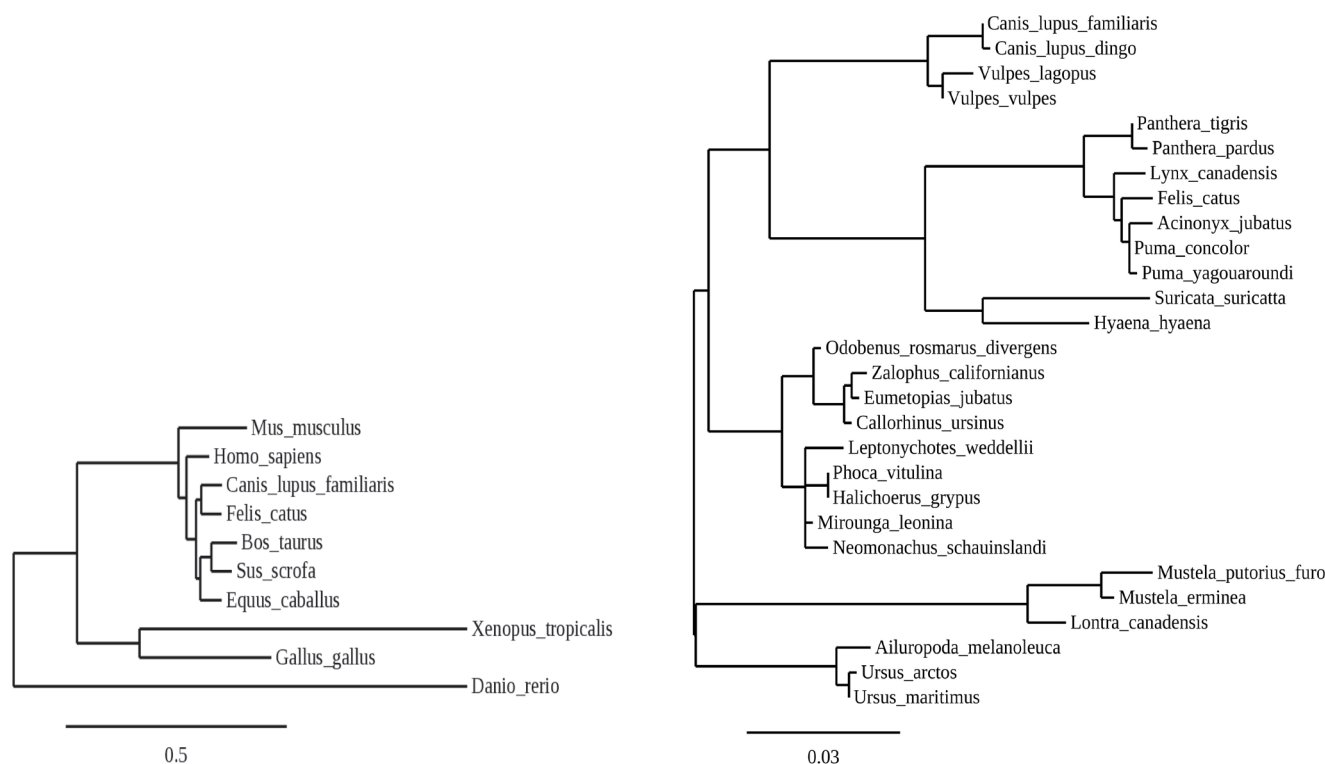 Mus_musculus
Homo_sapiens
Canis_lupus_familiaris
Felis_catus
Bos_taurus
Sus_scrofa
Equus_caballus
Xenopus_tropicalis
Gallus_gallus
Danio_rerio
0.5
Canis_lupus_familiaris
Canis_lupus_dingo
Vulpes_lagopus
Vulpes_vulpes
Panthera_tigris
Panthera_pardus
Lynx_canadensis
Felis_catus
Acinonyx_jubatus
Puma_concolor
Puma_yagouaroundi
Suricata_suricatta
Hyaena_hyaena
Odobenus_rosmarus_divergens
Zalophus_californianus
Eumetopias_jubatus
Callorhinus_ursinus
Leptonychotes_weddellii
Phoca_vitulina
Halichoerus_grypus
Mirounga_leonina
Neomonachus_schauinslandi
Mustela_putorius_furo
Mustela_erminea
Lontra_canadensis
Ailuropoda_melanoleuca
Ursus_arctos
Ursus_maritimus
0.03